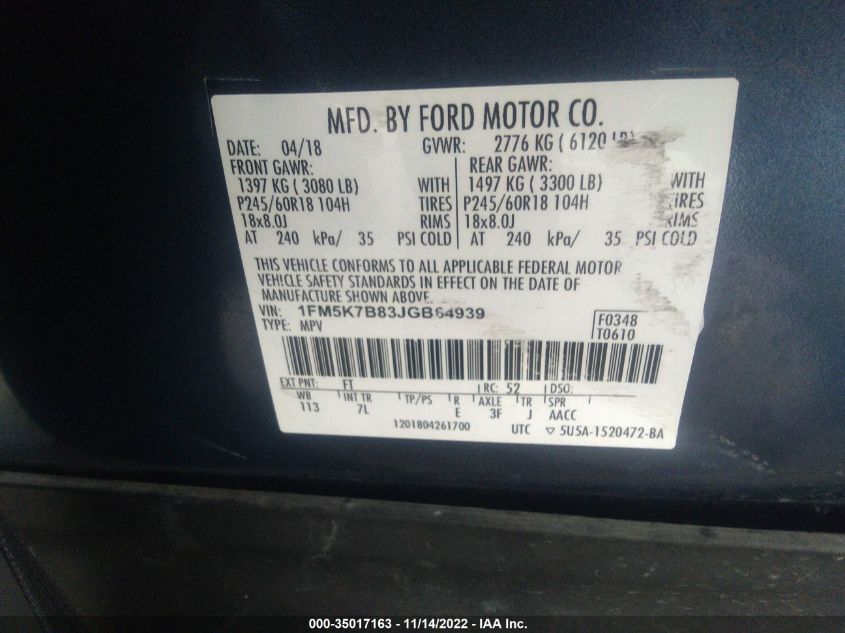 MFD. BY FORD MOTOR CO.
DATE: 04/18 GVWR: 2776 KG ( 6120 LB)
FRONT GAWR: REAR GAWR:
1397 KG ( 3080 LB) WITH 1497 KG ( 3300 LB) WITH
P245/60R18 104H TIRES P245/60R18 104H TIRES
18x8.0J RIMS 18x8.0J RIMS
AT 240 kPa/ 35 PSI COLD AT 240 kPa/ 35 PSI COLD
THIS VEHICLE CONFORMS TO ALL APPLICABLE FEDERAL MOTOR
VEHICLE SAFETY STANDARDS IN EFFECT ON THE DATE OF
MANUFACTURE SHOWN ABOVE.
VIN: 1FM5K7B83JGB64939 F0348
TYPE: MPV T0610
EXT PNT: FT RC: 52 DSO:
WB INT TR TP/PS R AXLE TR SPR
113 7L E 3F J AACC
1201804261700 UTC ▽ 5U5A-1520472-BA
000-35017163 - 11/14/2022 - IAA Inc.